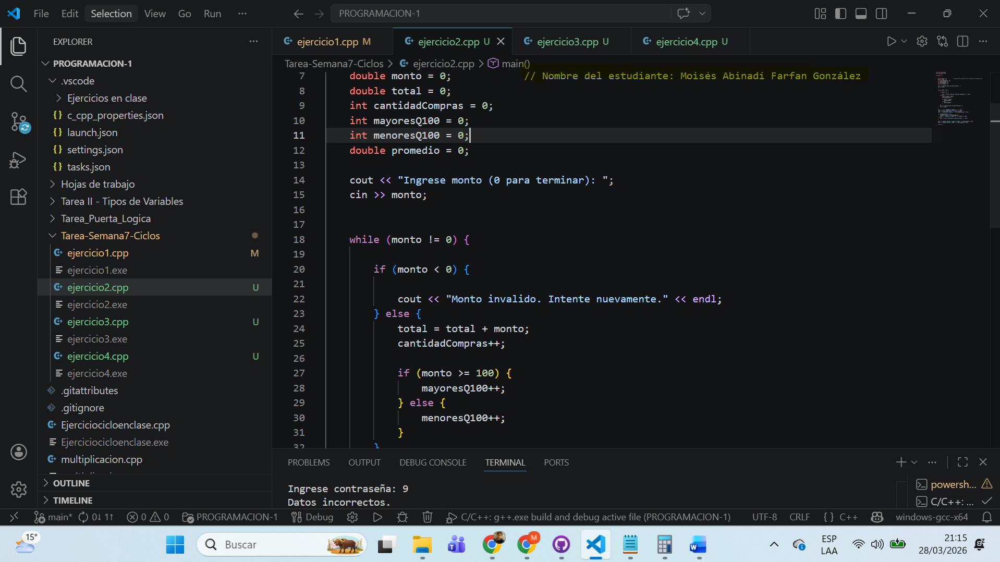 File Edit Selection View Go Run ···
PROGRAMACION-1
EXPLORER
PROGRAMACION-1
.vscode
Ejercicios en clase
{} c_cpp_properties.json
{} launch.json
{} settings.json
{} tasks.json
Hojas de trabajo
Tarea II - Tipos de Variables
Tarea_Puerta_Logica
Tarea-Semana7-Ciclos
ejercicio1.cpp M
ejercicio1.exe
ejercicio2.cpp U
ejercicio2.exe
ejercicio3.cpp U
ejercicio3.exe
ejercicio4.cpp U
ejercicio4.exe
.gitattributes
.gitignore
Ejerciciocicloenclase.cpp
Ejerciciocicloenclase.exe
multiplicacion.cpp
OUTLINE
TIMELINE
ejercicio1.cpp M ejercicio2.cpp U ejercicio3.cpp U ejercicio4.cpp U
Tarea-Semana7-Ciclos > ejercicio2.cpp > main()
7 double monto = 0; // Nombre del estudiante: Moisés Abinadí Farfan González
8 double total = 0;
9 int cantidadCompras = 0;
10 int mayoresQ100 = 0;
11 int menoresQ100 = 0;
12 double promedio = 0;
13
14 cout << "Ingrese monto (0 para terminar): ";
15 cin >> monto;
16
17
18 while (monto != 0) {
19
20 if (monto < 0) {
21
22 cout << "Monto invalido. Intente nuevamente." << endl;
23 } else {
24 total = total + monto;
25 cantidadCompras++;
26
27 if (monto >= 100) {
28 mayoresQ100++;
29 } else {
30 menoresQ100++;
31 }
32 }
PROBLEMS OUTPUT DEBUG CONSOLE TERMINAL PORTS
Ingrese contraseña: 9
Datos incorrectos.
powersh...
C/C++: ...
main* 0↓ 1↑ 0 0 PROGRAMACION-1 Debug C/C++: g++.exe build and debug active file (PROGRAMACION-1) UTF-8 CRLF {} C++ windows-gcc-x64
15°
Buscar
ESP
LAA
21:15
28/03/2026